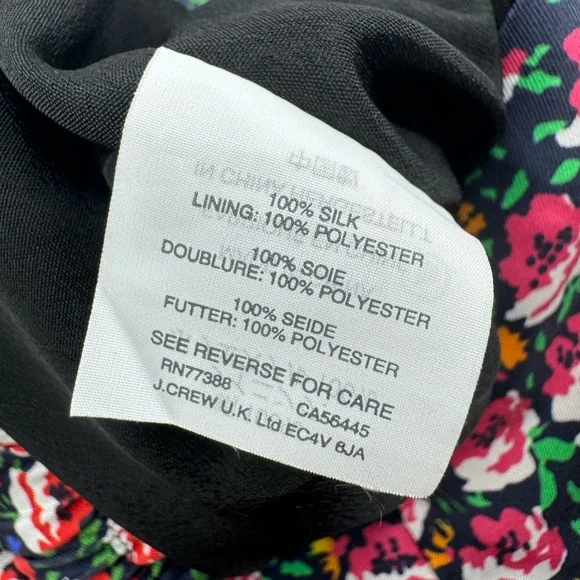 100% SILK
LINING: 100% POLYESTER
100% SOIE
DOUBLURE: 100% POLYESTER
100% SEIDE
FUTTER: 100% POLYESTER
SEE REVERSE FOR CARE
RN77388 CA56445
J.CREW U.K. Ltd EC4V 6JA